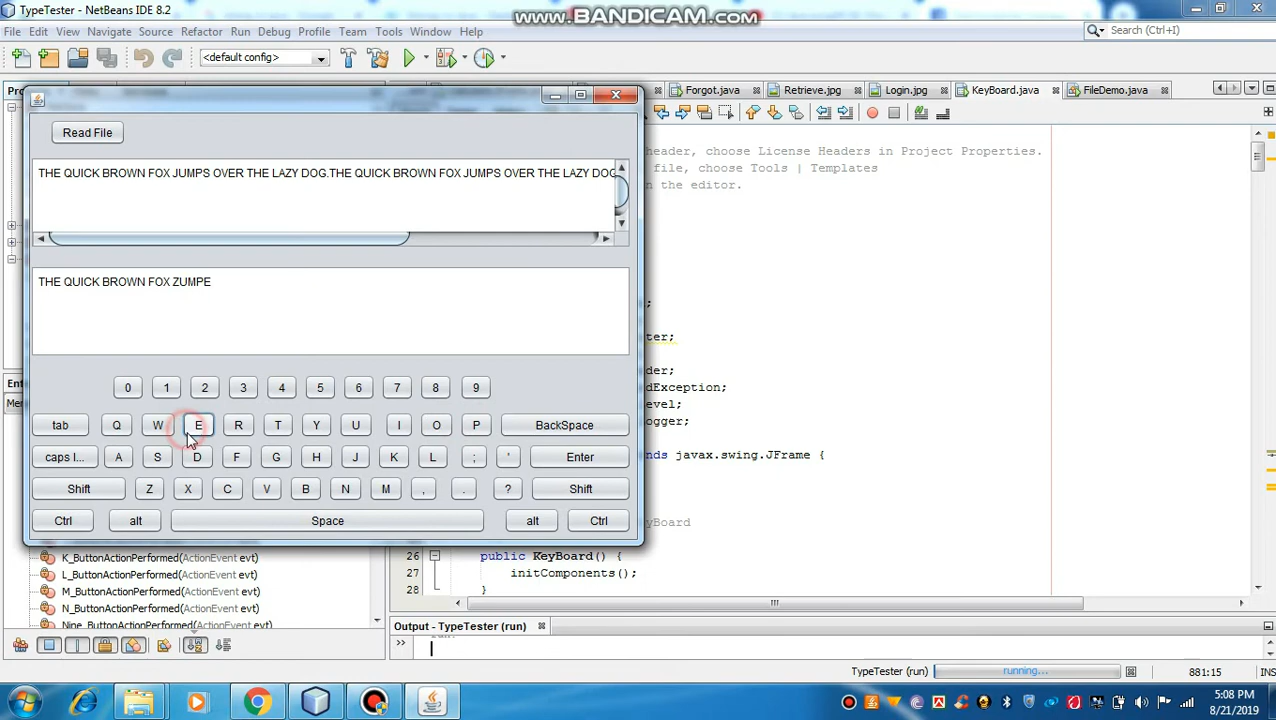 TypeTester - NetBeans IDE 8.2
www.BANDICAM.com
File Edit View Navigate Source Refactor Run Debug Profile Team Tools Window Help
Search (Ctrl+I)
<default config>
Forgot.java Retrieve.jpg Login.jpg KeyBoard.java FileDemo.java
Read File
THE QUICK BROWN FOX JUMPS OVER THE LAZY DOG.THE QUICK BROWN FOX JUMPS OVER THE LAZY DOG
THE QUICK BROWN FOX ZUMPE
0 1 2 3 4 5 6 7 8 9
tab Q W E R T Y U I O P BackSpace
caps l... A S D F G H J K L ; ' Enter
Shift Z X C V B N M , . ? Shift
Ctrl alt Space alt Ctrl
header, choose License Headers in Project Properties.
file, choose Tools | Templates
n the editor.
;
ter;
der;
dException;
evel;
ogger;
nds javax.swing.JFrame {
yBoard
26 public KeyBoard() {
27 initComponents();
28 }
K_ButtonActionPerformed(ActionEvent evt)
L_ButtonActionPerformed(ActionEvent evt)
M_ButtonActionPerformed(ActionEvent evt)
N_ButtonActionPerformed(ActionEvent evt)
Nine_ButtonActionPerformed(ActionEvent evt)
Output - TypeTester (run)
run:
TypeTester (run) running... 881:15 INS
5:08 PM
8/21/2019